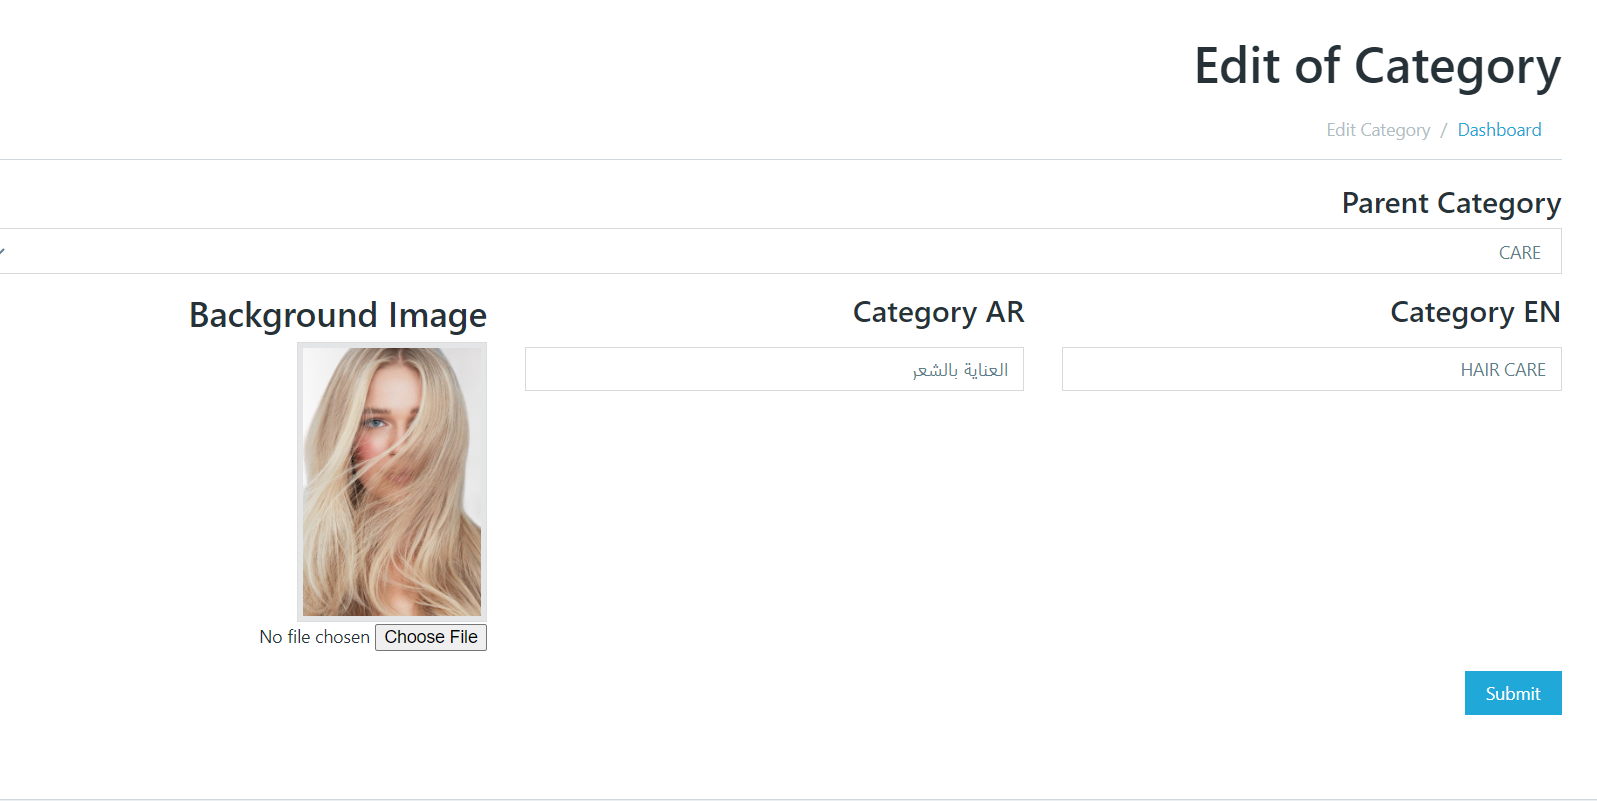 Edit of Category
Edit Category / Dashboard
Parent Category
CARE
Category EN
HAIR CARE
Category AR
العناية بالشعر
Background Image
No file chosen Choose File
Submit